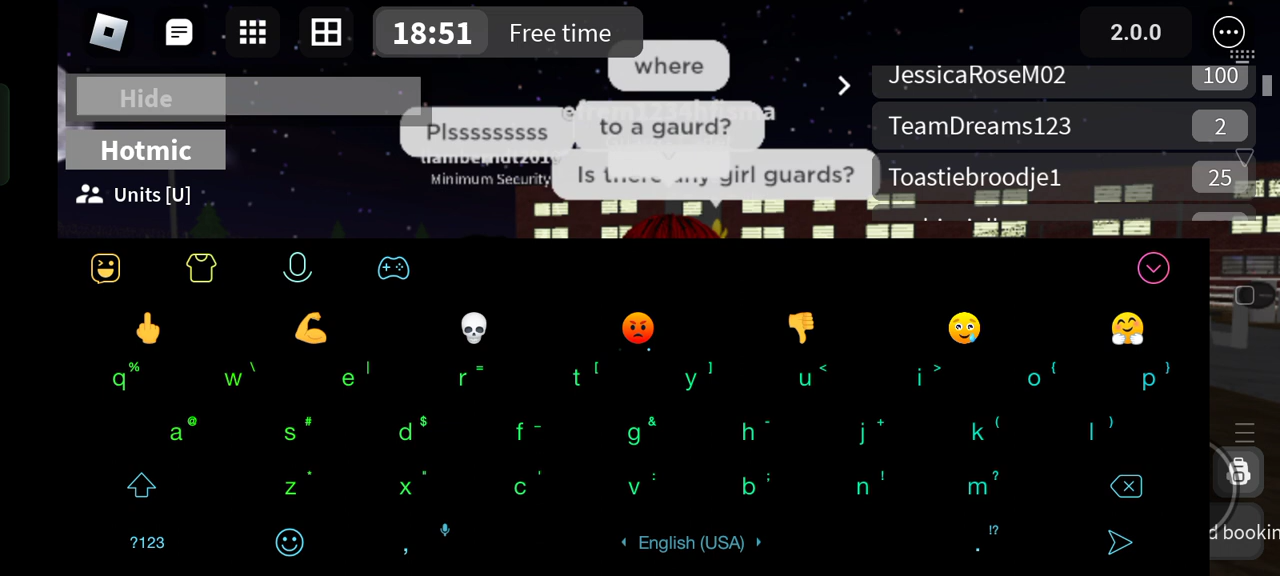 18:51 Free time
2.0.0
Hide
Hotmic
Units [U]
where
Plsssssssss
to a gaurd?
Minimum Security
Is there any girl guards?
JessicaRoseM02 100
TeamDreams123 2
Toastiebroodje1 25
q % w \ e | r = t [ y ] u < i > o { p }
a @ s # d $ f _ g & h - j + k ( l )
z * x " c ' v : b ; n ! m ?
?123 , English (USA) . !?
d bookin